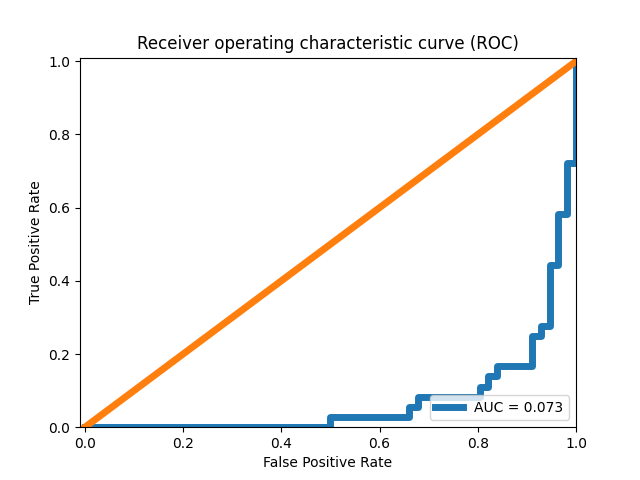 Receiver operating characteristic curve (ROC)
True Positive Rate
1.0
0.8
0.6
0.4
0.2
0.0
0.0 0.2 0.4 0.6 0.8 1.0
False Positive Rate
AUC = 0.073